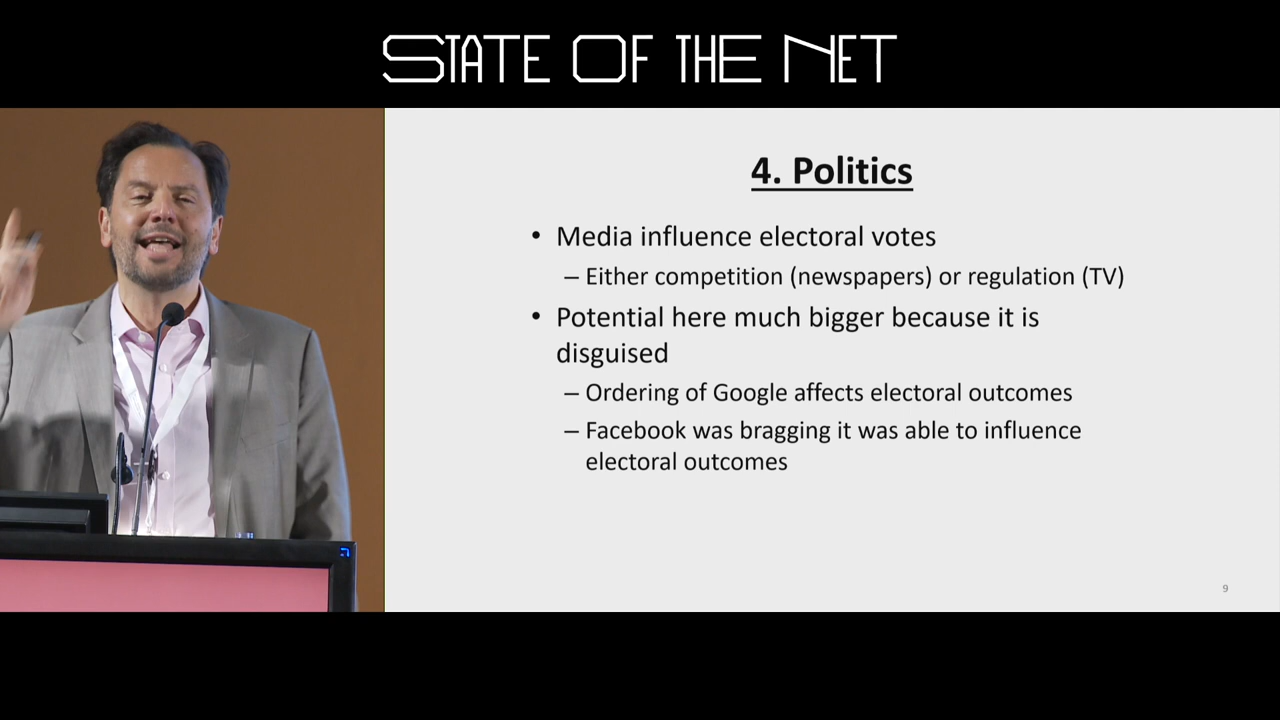 STATE OF THE NET
4. Politics
• Media influence electoral votes
– Either competition (newspapers) or regulation (TV)
• Potential here much bigger because it is
disguised
– Ordering of Google affects electoral outcomes
– Facebook was bragging it was able to influence
electoral outcomes
9